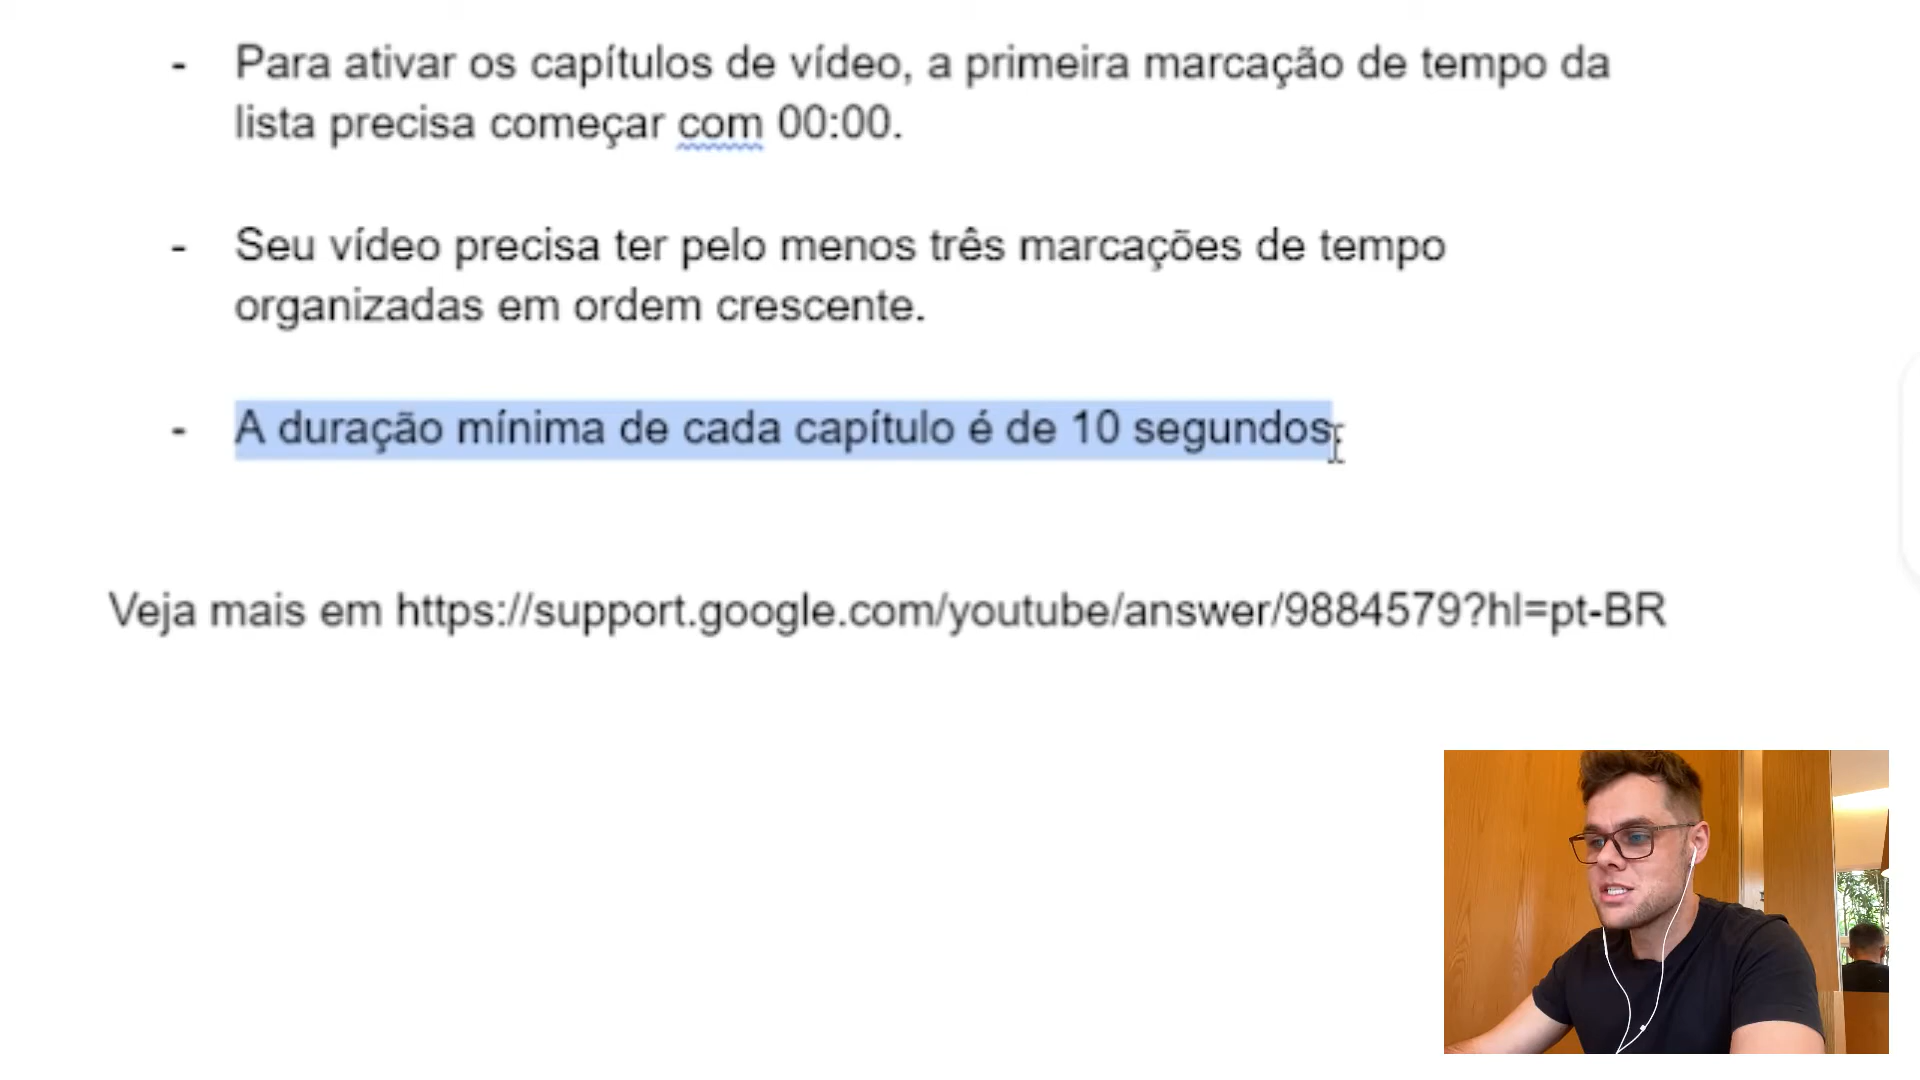 - Para ativar os capítulos de vídeo, a primeira marcação de tempo da
lista precisa começar com 00:00.
- Seu vídeo precisa ter pelo menos três marcações de tempo
organizadas em ordem crescente.
- A duração mínima de cada capítulo é de 10 segundos.
Veja mais em https://support.google.com/youtube/answer/9884579?hl=pt-BR